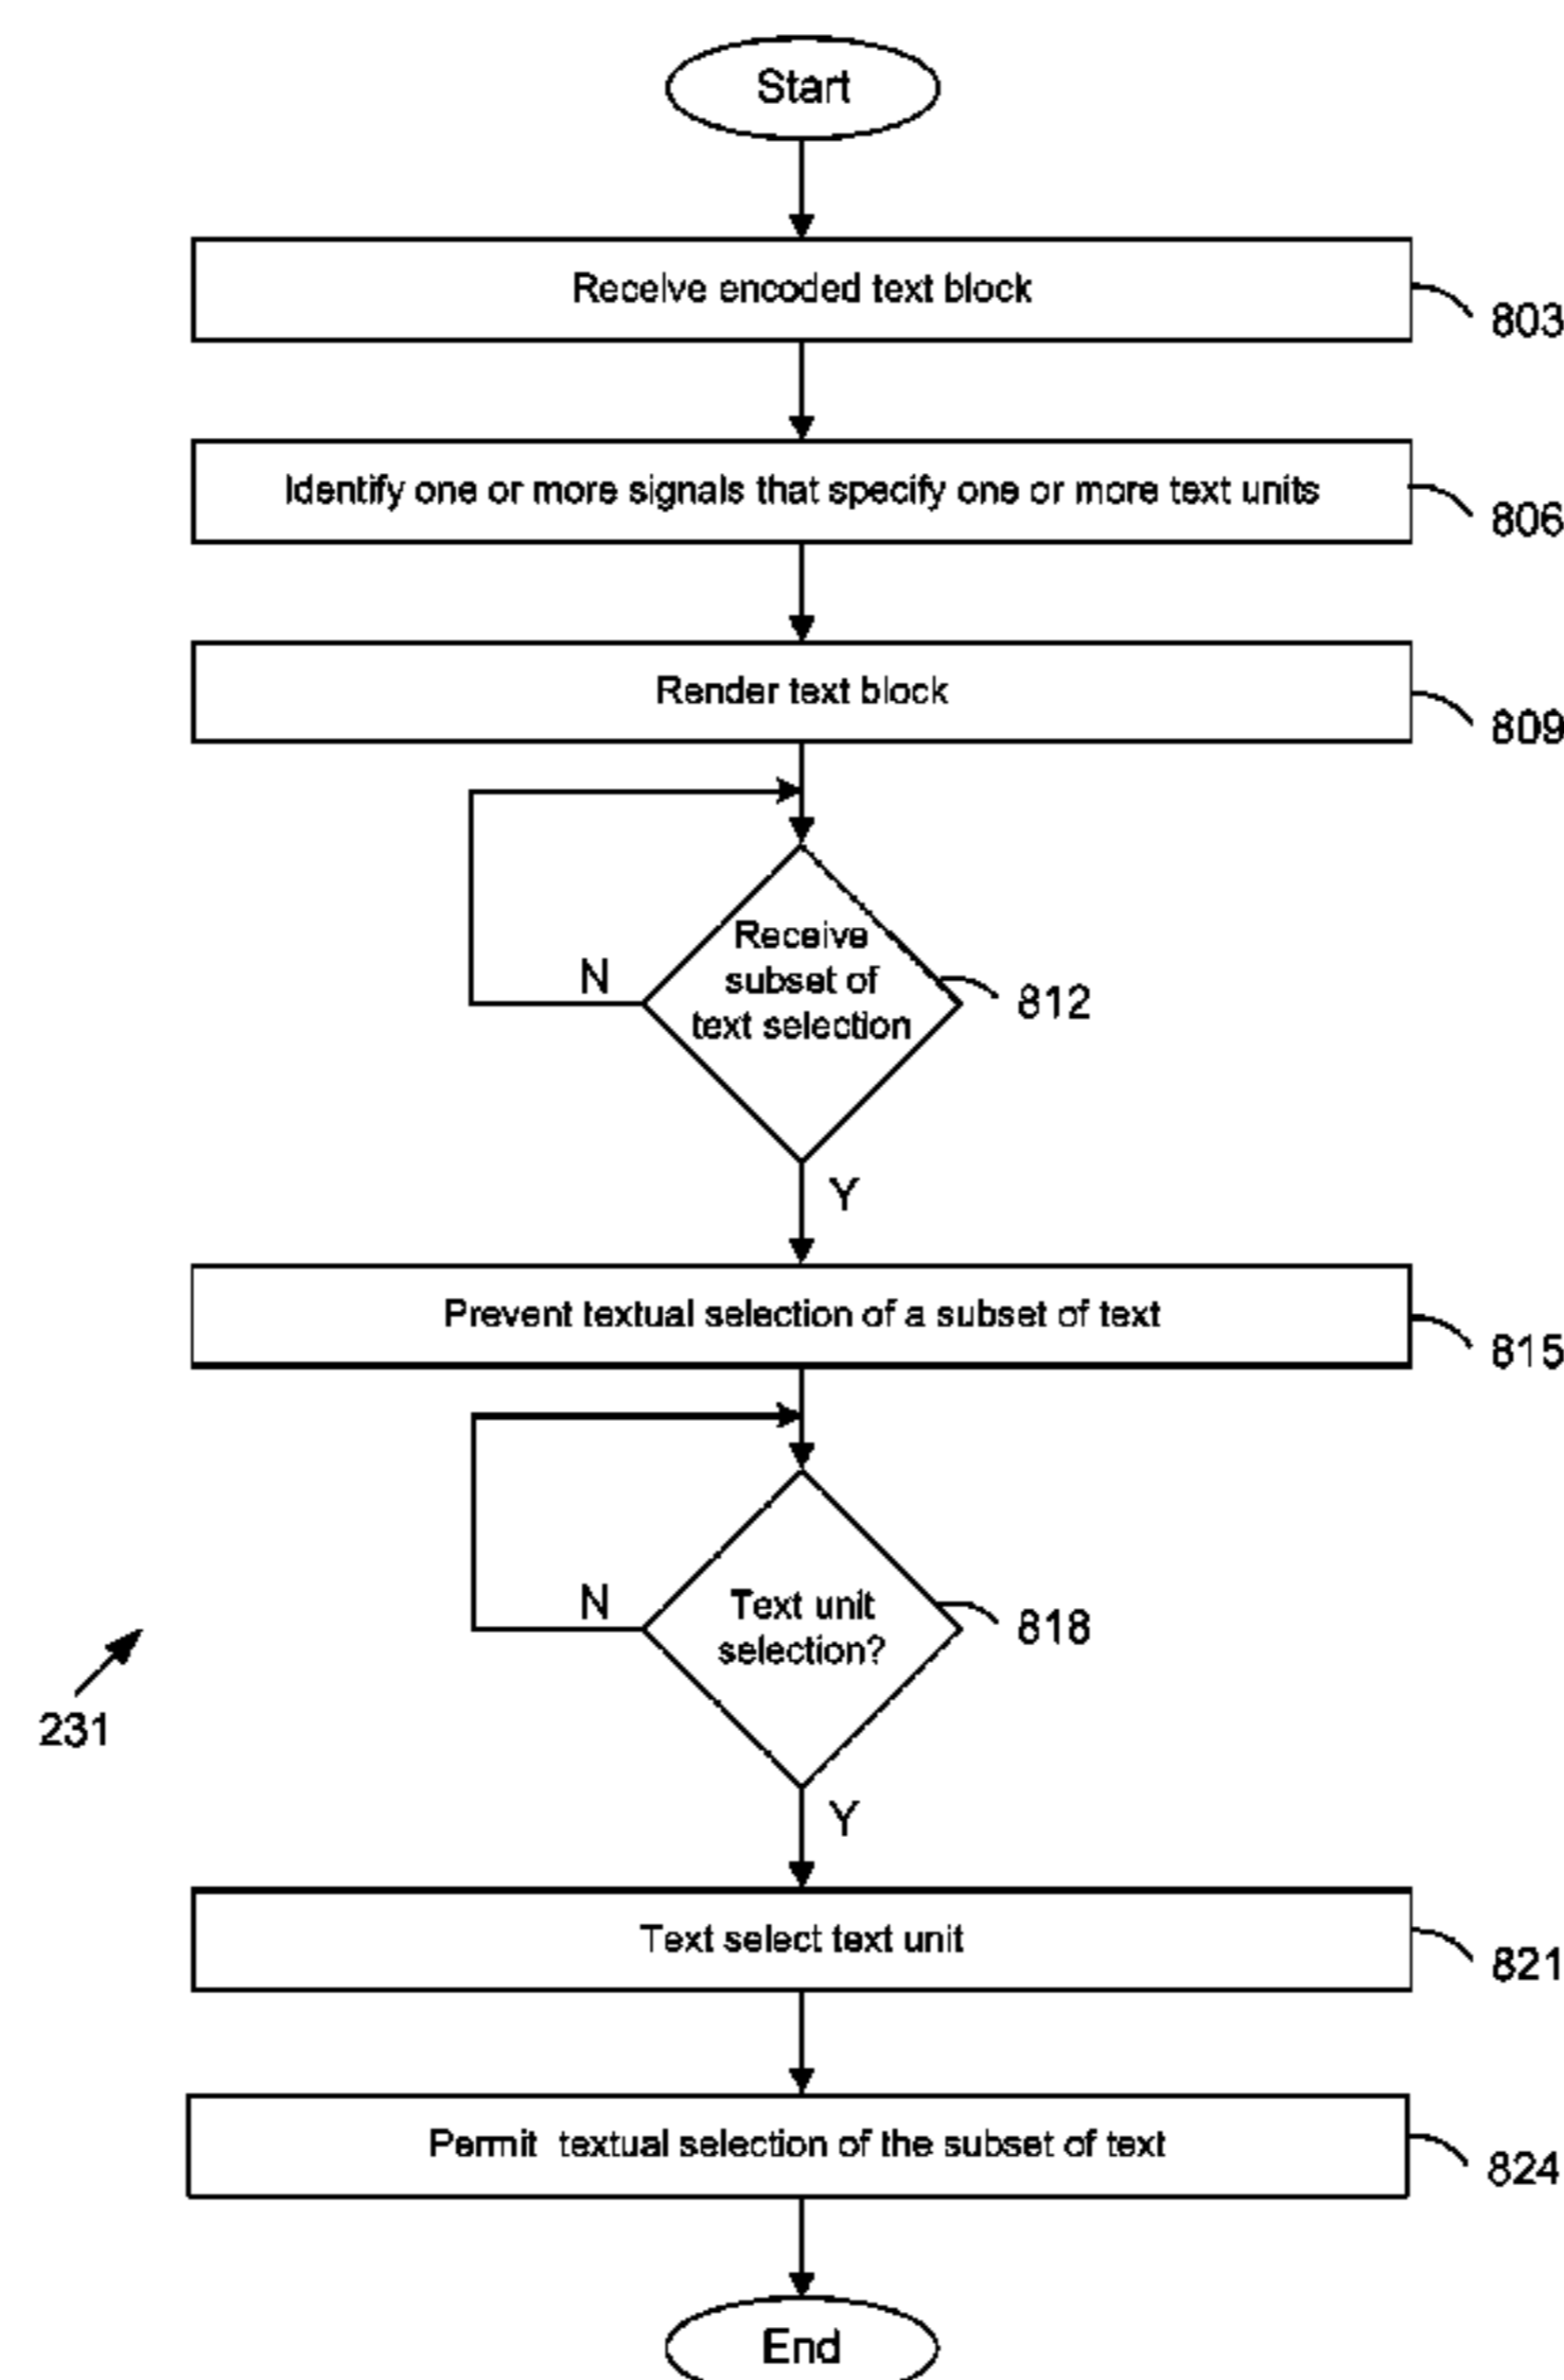 Start
Receive encoded text block
803
Identify one or more signals that specify one or more text units
806
Render text block
809
Receive
subset of
text selection
N
812
Y
Prevent textual selection of a subset of text
815
Text unit
selection?
N
818
231
Y
Text select text unit
821
Permit textual selection of the subset of text
824
End